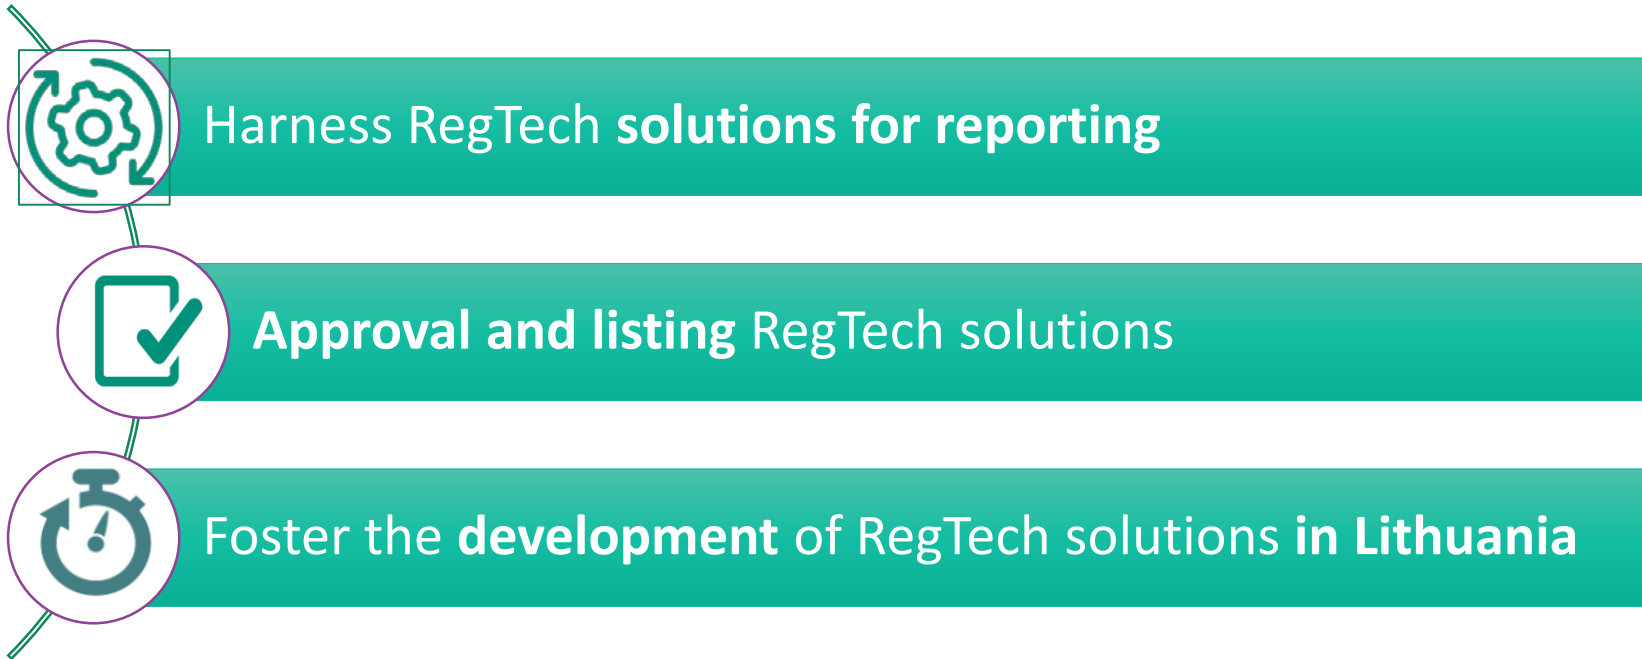 Harness RegTech solutions for reporting
Approval and listing RegTech solutions
Foster the development of RegTech solutions in Lithuania